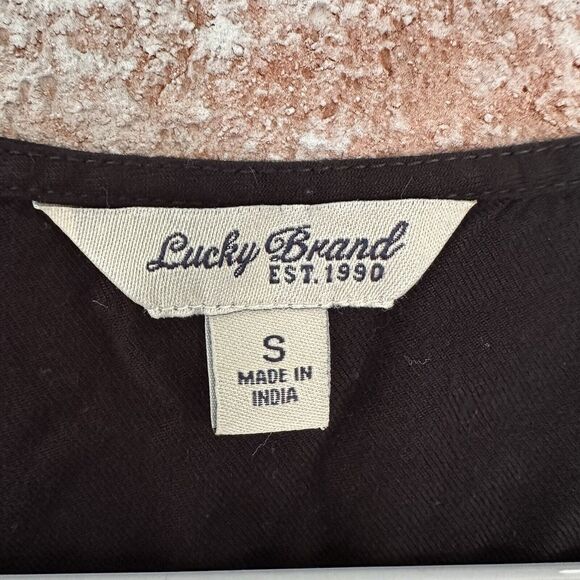 Lucky Brand
EST. 1990
S
MADE IN
INDIA